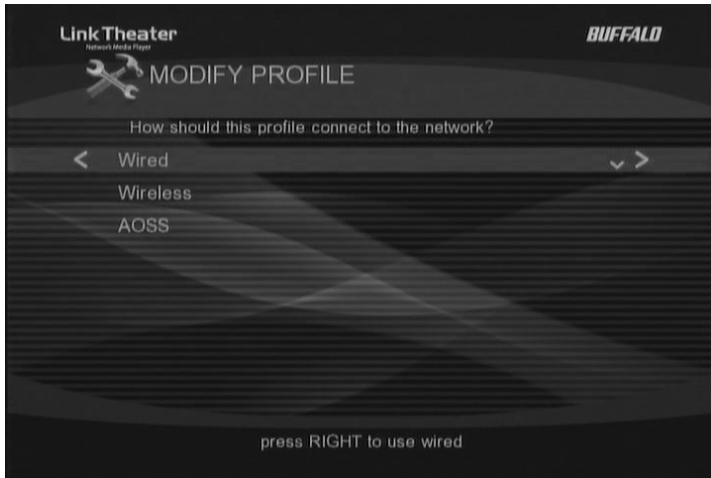 LinkTheater
Network Media Player
BUFFALO
MODIFY PROFILE
How should this profile connect to the network?
Wired
Wireless
AOSS
press RIGHT to use wired